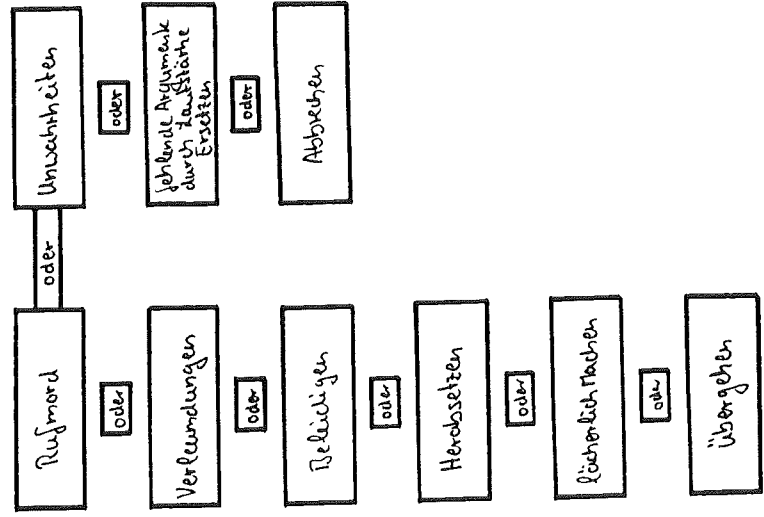 Rufmord
oder
Unwahrheiten
oder
oder
Verleumdungen
fehlende Argumente
durch Lautstärke
Ersetzen
oder
oder
Beleidigen
Abbrechen
oder
Herabsetzen
oder
lächerlich Machen
oder
übergehen